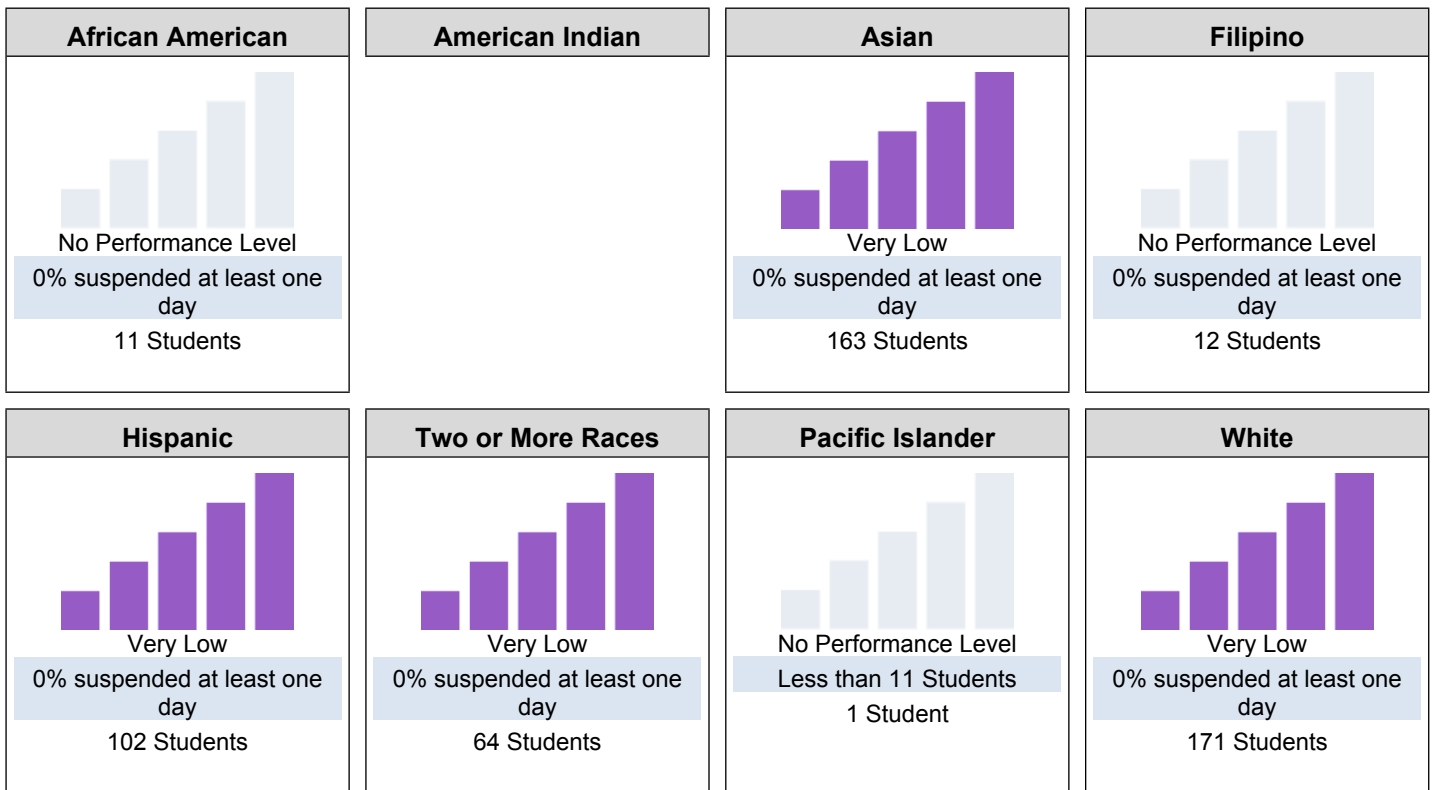 African American
No Performance Level
0% suspended at least one
day
11 Students
American Indian
Asian
Very Low
0% suspended at least one
day
163 Students
Filipino
No Performance Level
0% suspended at least one
day
12 Students
Hispanic
Very Low
0% suspended at least one
day
102 Students
Two or More Races
Very Low
0% suspended at least one
day
64 Students
Pacific Islander
No Performance Level
Less than 11 Students
1 Student
White
Very Low
0% suspended at least one
day
171 Students